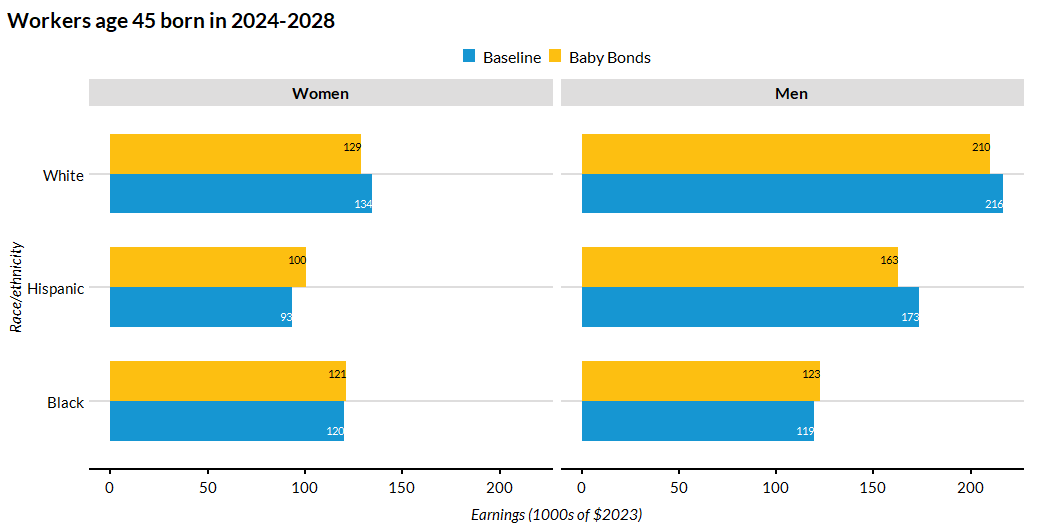 Workers age 45 born in 2024-2028
Baseline Baby Bonds
Women Men
129 210
White
134 216
100 163
Hispanic
93 173
121 123
Black
120 119
Race/ethnicity
0 50 100 150 200 0 50 100 150 200
Earnings (1000s of $2023)